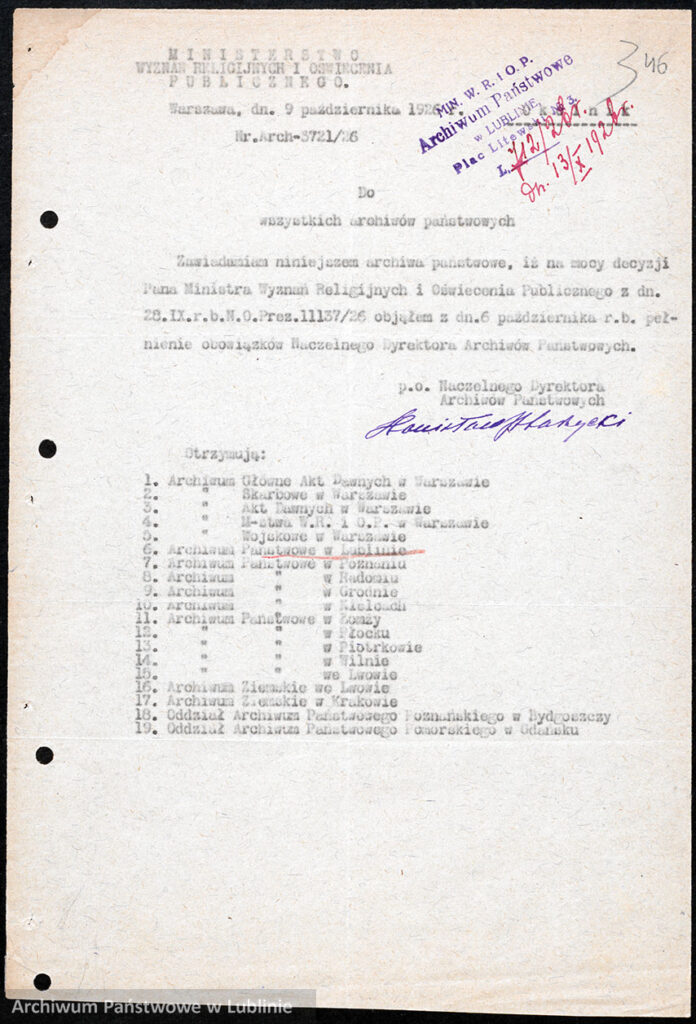 46
MINISTERSTWO
WYZNAŃ RELIGIJNYCH I OŚWIECENIA
PUBLICZNEGO.
Warszawa, dn. 9 października 1926 r.
Okólnik
Nr.Arch-3721/26
MIN. W. R. i O. P.
Archiwum Państwowe
w LUBLINIE
Plac Litewski № 3.
L.
dn. 13/X 1926r.
Do
wszystkich archiwów państwowych
Zawiadamiam niniejszem archiwa państwowe, iż na mocy decyzji
Pana Ministra Wyznań Religijnych i Oświecenia Publicznego z dn.
28.IX.r.b.N.O.Prez.11137/26 objąłem z dn.6 października r.b. peł-
nienie obowiązków Naczelnego Dyrektora Archiwów Państwowych.
p.o. Naczelnego Dyrektora
Archiwów Państwowych
Otrzymują:
1. Archiwum Główne Akt Dawnych w Warszawie
2. " Skarbowe w Warszawie
3. " Akt Dawnych w Warszawie
4. " M-stwa W.R. i O.P. w Warszawie
5. " Wojskowe w Warszawie
6. Archiwum Państwowe w Lublinie
7. Archiwum Państwowe w Poznaniu
8. Archiwum " w Radomiu
9. Archiwum " w Grodnie
10. Archiwum " w Kielcach
11. Archiwum Państwowe w Łomży
12. " " w Płocku
13. " " w Piotrkowie
14. " " w Wilnie
15. " " we Lwowie
16. Archiwum Ziemskie we Lwowie
17. Archiwum Ziemskie w Krakowie
18. Oddział Archiwum Państwowego Poznańskiego w Bydgoszczy
19. Oddział Archiwum Państwowego Pomorskiego w Gdańsku
Archiwum Państwowe w Lublinie